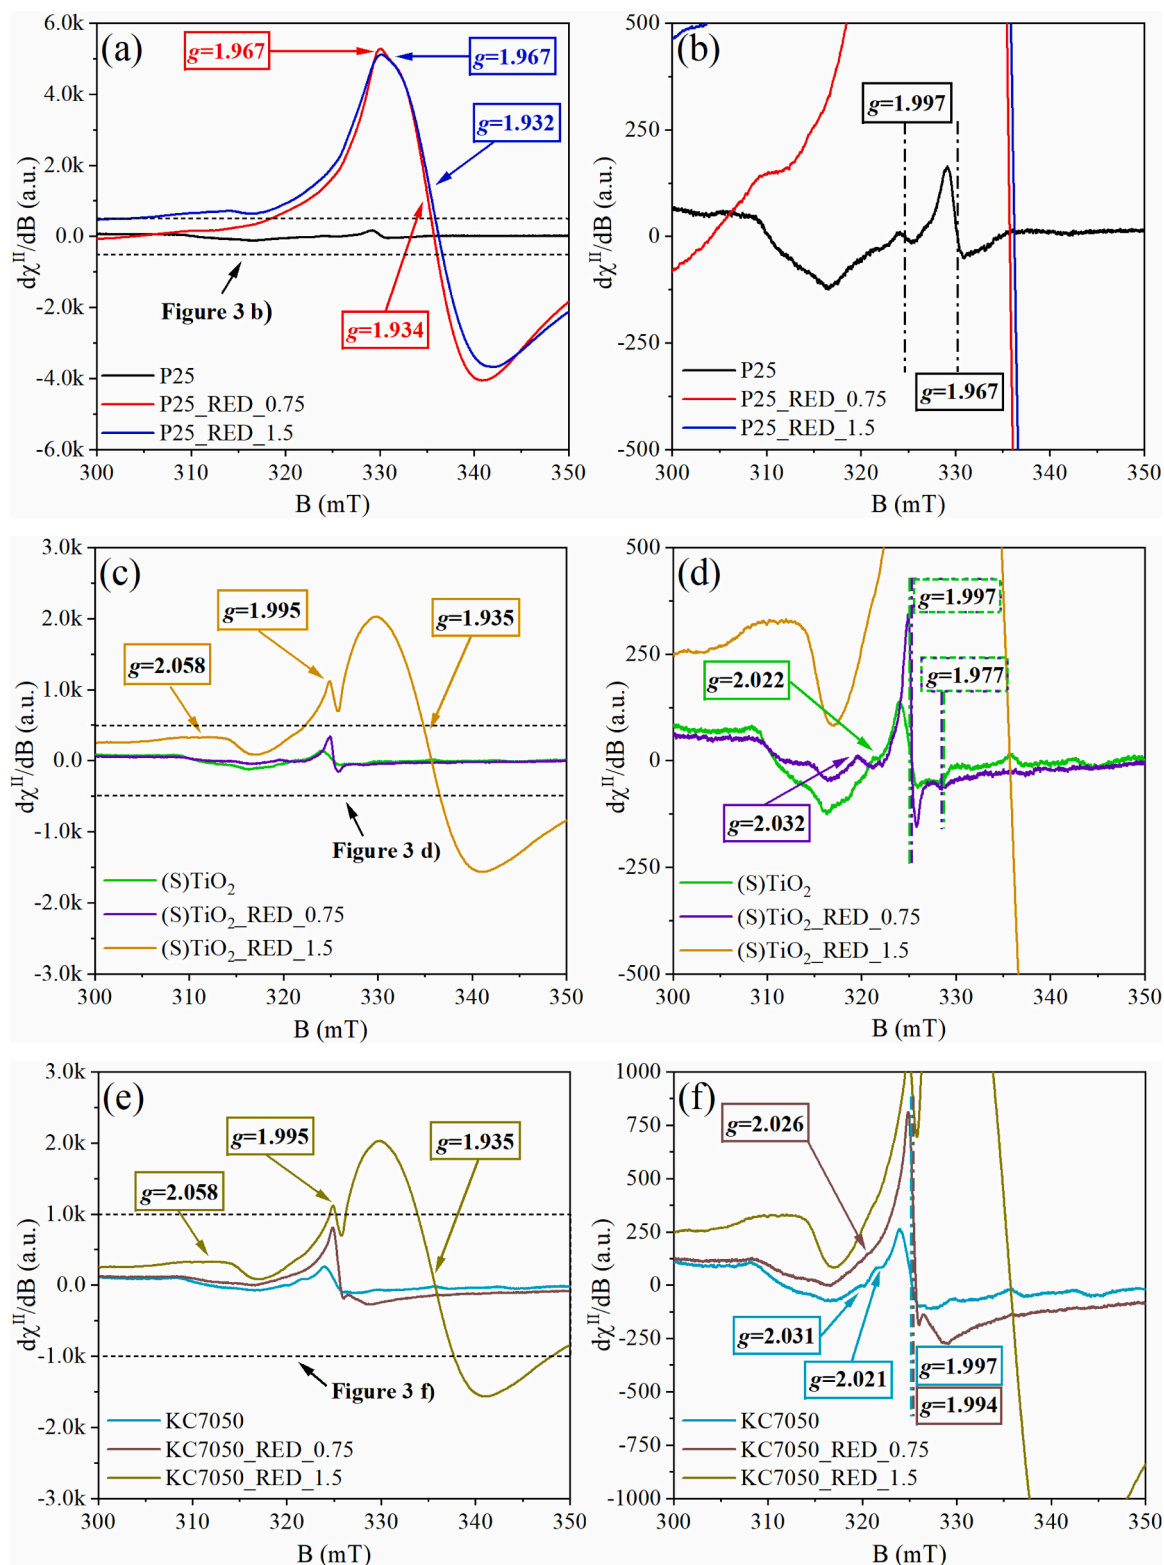 (a)
g=1.967
g=1.967
g=1.932
g=1.934
Figure 3 b)
P25
P25_RED_0.75
P25_RED_1.5
6.0k
4.0k
2.0k
0.0
-2.0k
-4.0k
-6.0k
dχᴵᴵ/dB (a.u.)
300 310 320 330 340 350
B (mT)
(b)
g=1.997
g=1.967
P25
P25_RED_0.75
P25_RED_1.5
500
250
0
-250
-500
dχᴵᴵ/dB (a.u.)
300 310 320 330 340 350
B (mT)
(c)
g=1.995
g=1.935
g=2.058
Figure 3 d)
(S)TiO₂
(S)TiO₂_RED_0.75
(S)TiO₂_RED_1.5
3.0k
2.0k
1.0k
0.0
-1.0k
-2.0k
-3.0k
dχᴵᴵ/dB (a.u.)
300 310 320 330 340 350
B (mT)
(d)
g=1.997
g=2.022
g=1.977
g=2.032
(S)TiO₂
(S)TiO₂_RED_0.75
(S)TiO₂_RED_1.5
500
250
0
-250
-500
dχᴵᴵ/dB (a.u.)
300 310 320 330 340 350
B (mT)
(e)
g=1.995
g=1.935
g=2.058
Figure 3 f)
KC7050
KC7050_RED_0.75
KC7050_RED_1.5
3.0k
2.0k
1.0k
0.0
-1.0k
-2.0k
-3.0k
dχᴵᴵ/dB (a.u.)
300 310 320 330 340 350
B (mT)
(f)
g=2.026
g=2.031
g=2.021
g=1.997
g=1.994
KC7050
KC7050_RED_0.75
KC7050_RED_1.5
1000
750
500
250
0
-250
-500
-750
-1000
dχᴵᴵ/dB (a.u.)
300 310 320 330 340 350
B (mT)